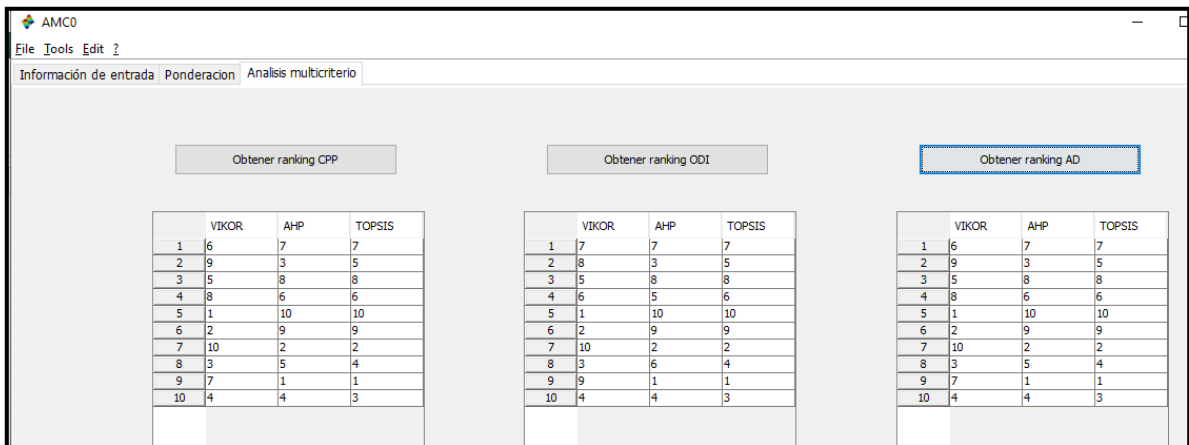 AMC0
File Tools Edit ?
Información de entrada Ponderacion Analisis multicriterio
Obtener ranking CPP Obtener ranking ODI Obtener ranking AD
VIKOR AHP TOPSIS VIKOR AHP TOPSIS VIKOR AHP TOPSIS
1 6 7 7 1 7 7 7 1 6 7 7
2 9 3 5 2 8 3 5 2 9 3 5
3 5 8 8 3 5 8 8 3 5 8 8
4 8 6 6 4 6 5 6 4 8 6 6
5 1 10 10 5 1 10 10 5 1 10 10
6 2 9 9 6 2 9 9 6 2 9 9
7 10 2 2 7 10 2 2 7 10 2 2
8 3 5 4 8 3 6 4 8 3 5 4
9 7 1 1 9 9 1 1 9 7 1 1
10 4 4 3 10 4 4 3 10 4 4 3